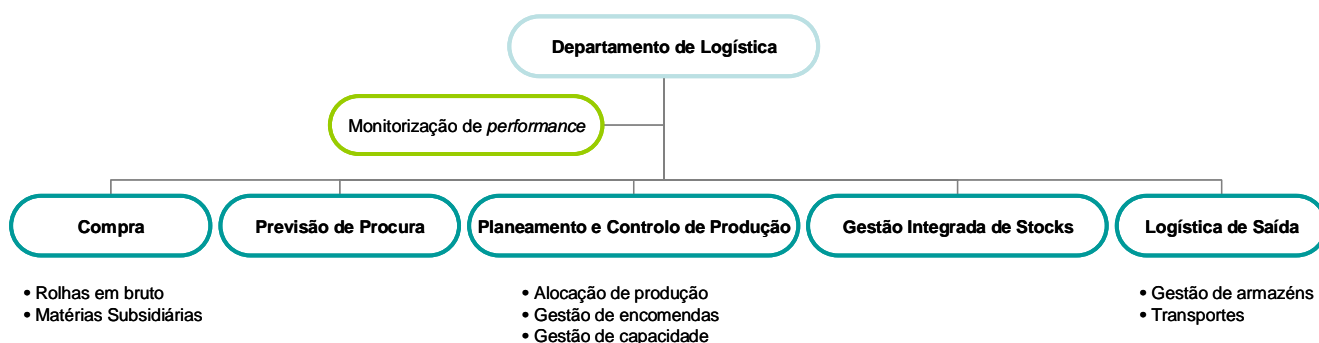 Departamento de Logística
Monitorização de performance
Compra
Previsão de Procura
Planeamento e Controlo de Produção
Gestão Integrada de Stocks
Logística de Saída
• Rolhas em bruto
• Matérias Subsidiárias
• Alocação de produção
• Gestão de encomendas
• Gestão de capacidade
• Gestão de armazéns
• Transportes